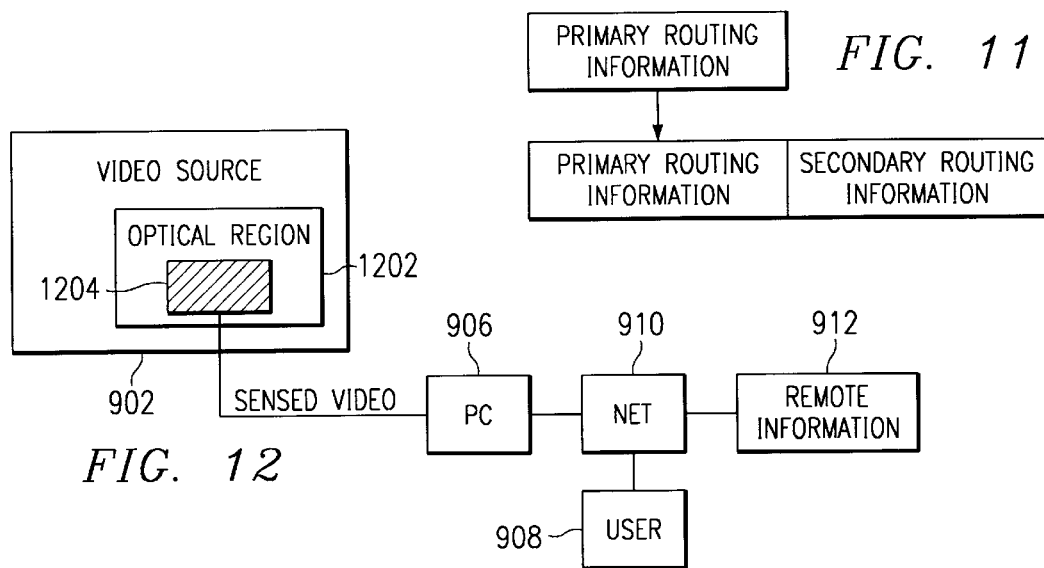 PRIMARY ROUTING
INFORMATION
FIG. 11
PRIMARY ROUTING
INFORMATION
SECONDARY ROUTING
INFORMATION
VIDEO SOURCE
OPTICAL REGION
1202
1204
902
SENSED VIDEO
906
PC
910
NET
912
REMOTE
INFORMATION
908
USER
FIG. 12